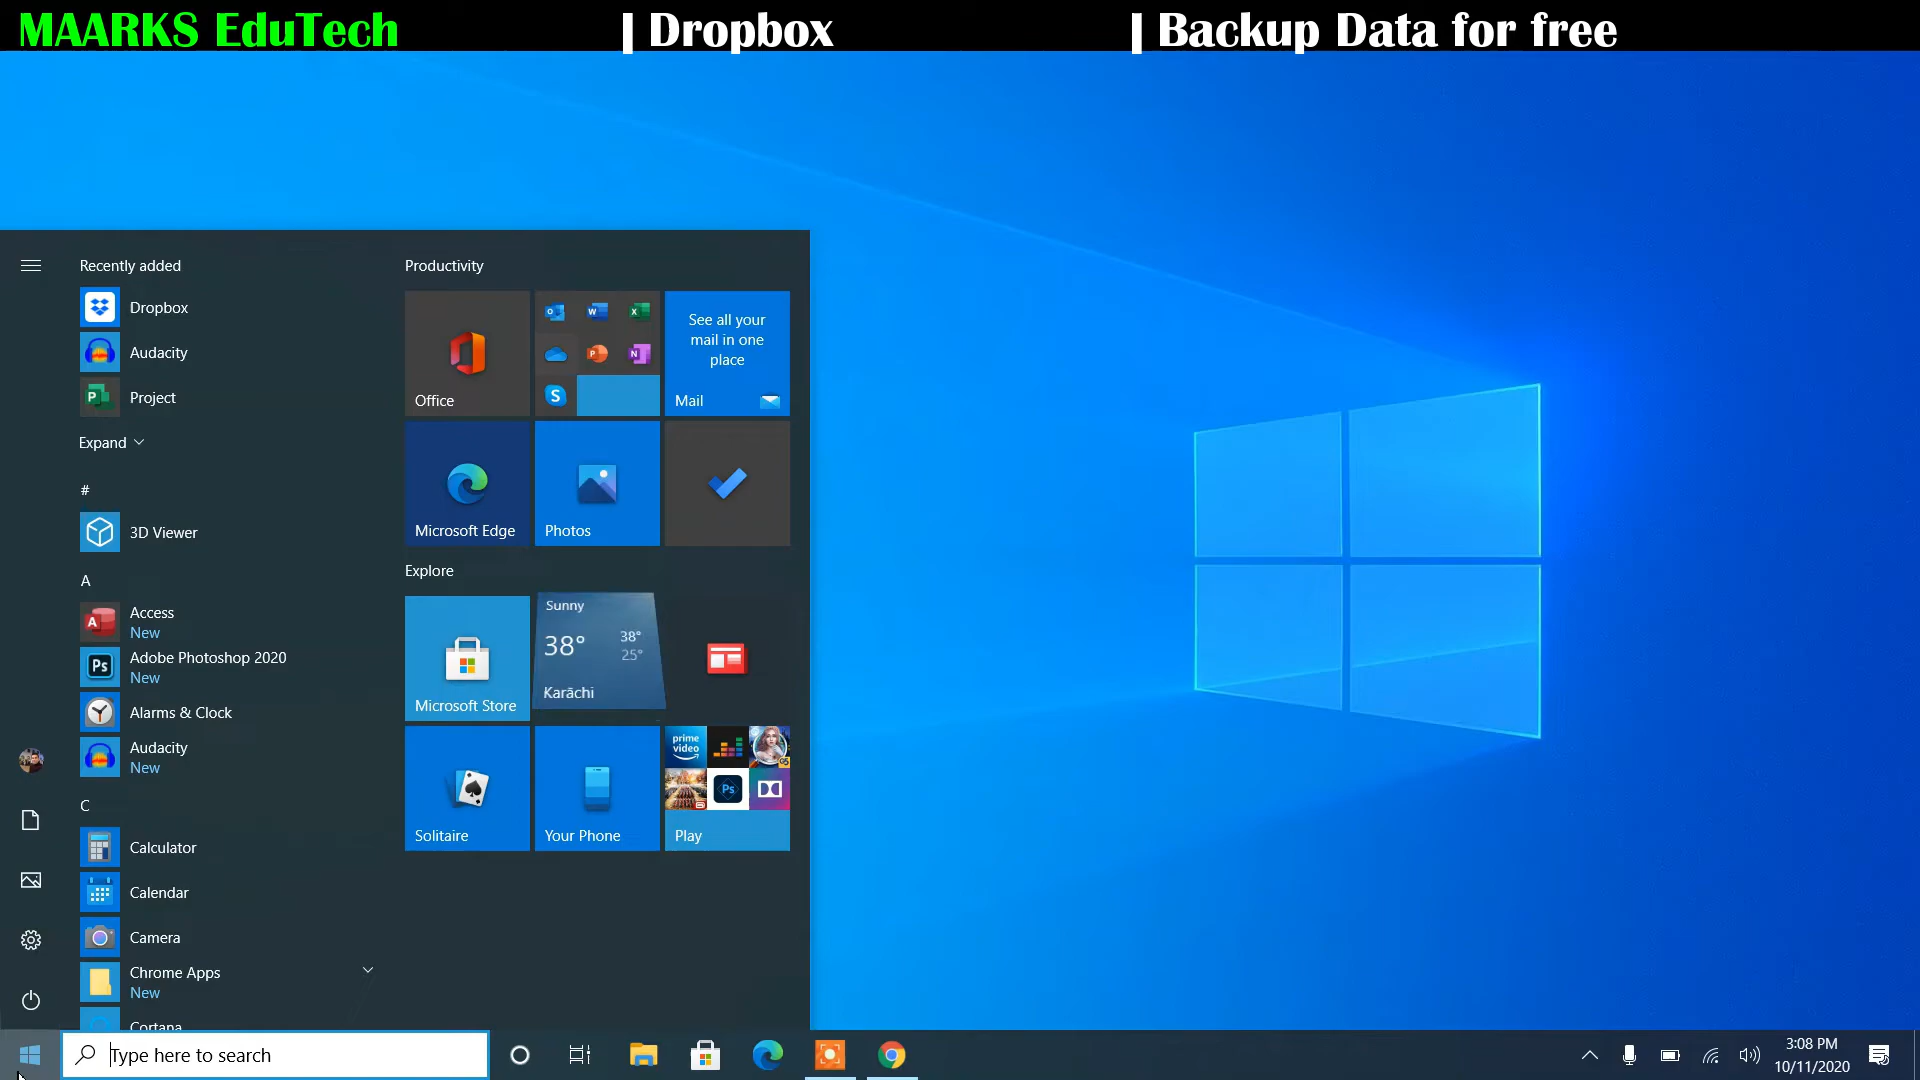 MAARKS EduTech | Dropbox | Backup Data for free
Recently added
Dropbox
Audacity
Project
Expand
#
3D Viewer
A
Access
New
Adobe Photoshop 2020
New
Alarms & Clock
Audacity
New
C
Calculator
Calendar
Camera
Chrome Apps
New
Cortana
Productivity
Office
See all your
mail in one
place
Mail
Microsoft Edge
Photos
Explore
Microsoft Store
Sunny
38° 38°
25°
Karāchi
Solitaire
Your Phone
prime
video
Ps
Play
Type here to search
3:08 PM
10/11/2020